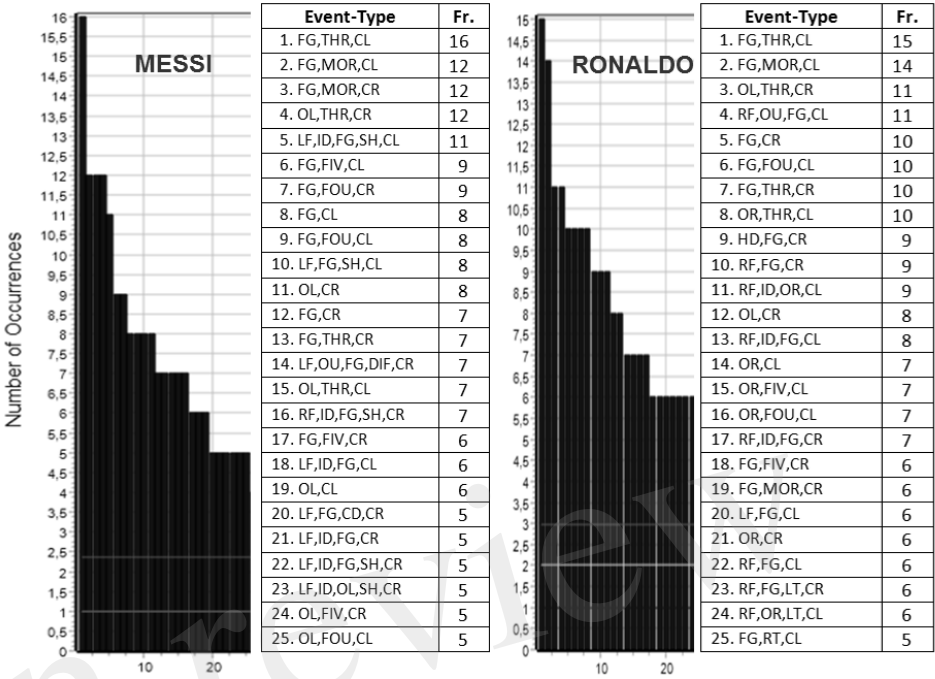 Number of Occurrences
16
15,5
15
14,5
14
13,5
13
12,5
12
11,5
11
10,5
10
9,5
9
8,5
8
7,5
7
6,5
6
5,5
5
4,5
4
3,5
3
2,5
2
1,5
1
0,5
0
10 20
MESSI
Event-Type Fr.
1. FG,THR,CL 16
2. FG,MOR,CL 12
3. FG,MOR,CR 12
4. OL,THR,CR 12
5. LF,ID,FG,SH,CL 11
6. FG,FIV,CL 9
7. FG,FOU,CR 9
8. FG,CL 8
9. FG,FOU,CL 8
10. LF,FG,SH,CL 8
11. OL,CR 8
12. FG,CR 7
13. FG,THR,CR 7
14. LF,OU,FG,DIF,CR 7
15. OL,THR,CL 7
16. RF,ID,FG,SH,CR 7
17. FG,FIV,CR 6
18. LF,ID,FG,CL 6
19. OL,CL 6
20. LF,FG,CD,CR 5
21. LF,ID,FG,CR 5
22. LF,ID,FG,SH,CR 5
23. LF,ID,OL,SH,CR 5
24. OL,FIV,CR 5
25. OL,FOU,CL 5
15
14,5
14
13,5
13
12,5
12
11,5
11
10,5
10
9,5
9
8,5
8
7,5
7
6,5
6
5,5
5
4,5
4
3,5
3
2,5
2
1,5
1
0,5
0
10 20
RONALDO
Event-Type Fr.
1. FG,THR,CL 15
2. FG,MOR,CL 14
3. OL,THR,CR 11
4. RF,OU,FG,CL 11
5. FG,CR 10
6. FG,FOU,CL 10
7. FG,THR,CR 10
8. OR,THR,CL 10
9. HD,FG,CR 9
10. RF,FG,CR 9
11. RF,ID,OR,CL 9
12. OL,CR 8
13. RF,ID,FG,CL 8
14. OR,CL 7
15. OR,FIV,CL 7
16. OR,FOU,CL 7
17. RF,ID,FG,CR 7
18. FG,FIV,CR 6
19. FG,MOR,CR 6
20. LF,FG,CL 6
21. OR,CR 6
22. RF,FG,CL 6
23. RF,FG,LT,CR 6
24. RF,OR,LT,CL 6
25. FG,RT,CL 5
review